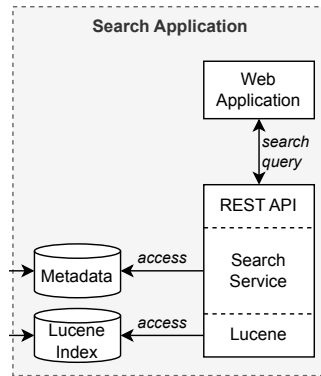 Search Application
Web
Application
search
query
REST API
access
Metadata
Search
Service
access
Lucene
Index
Lucene